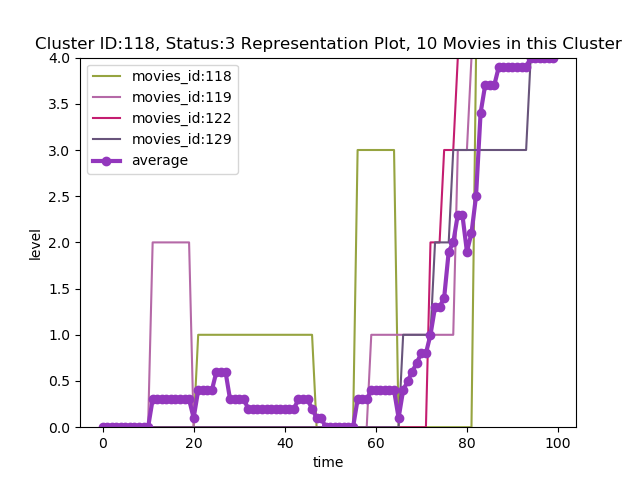 Cluster ID:118, Status:3 Representation Plot, 10 Movies in this Cluster
4.0
3.5
3.0
2.5
2.0
1.5
1.0
0.5
0.0
level
movies_id:118
movies_id:119
movies_id:122
movies_id:129
average
0 20 40 60 80 100
time